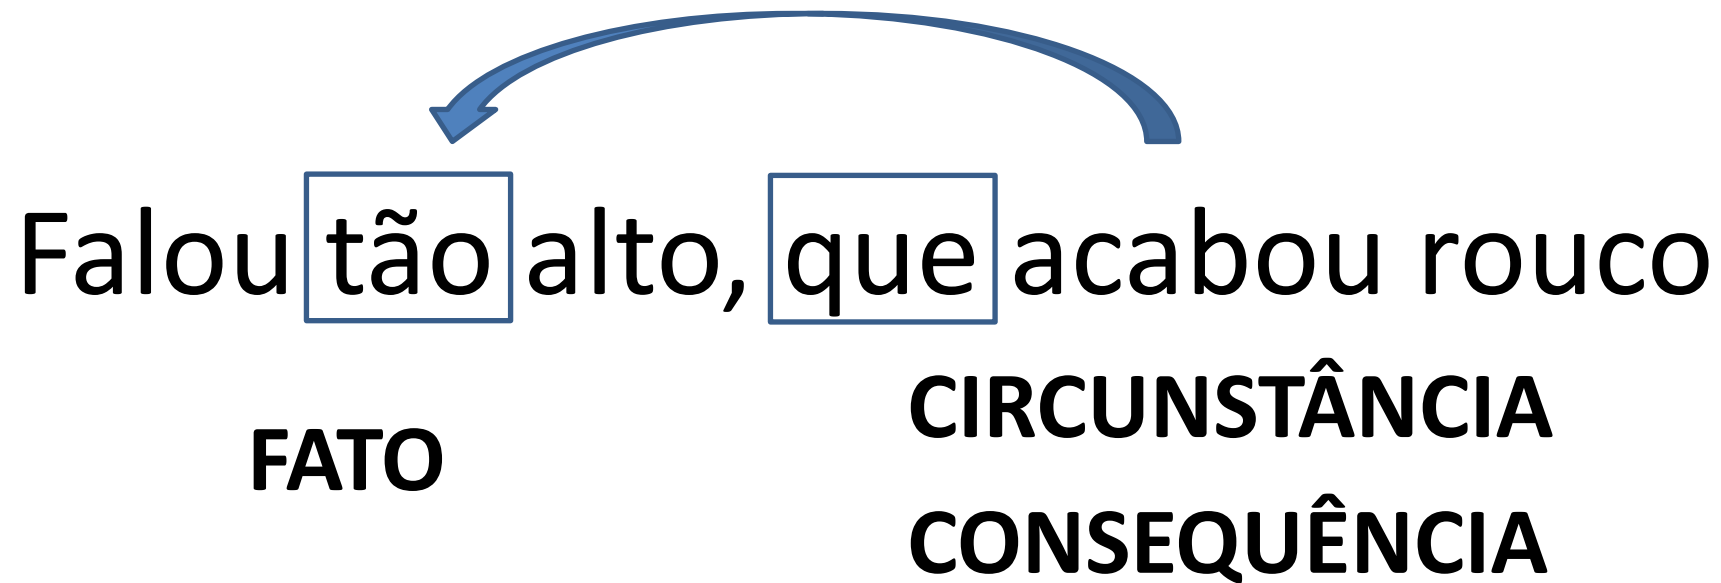 Falou tão alto, que acabou rouco
FATO
CIRCUNSTÂNCIA
CONSEQUÊNCIA